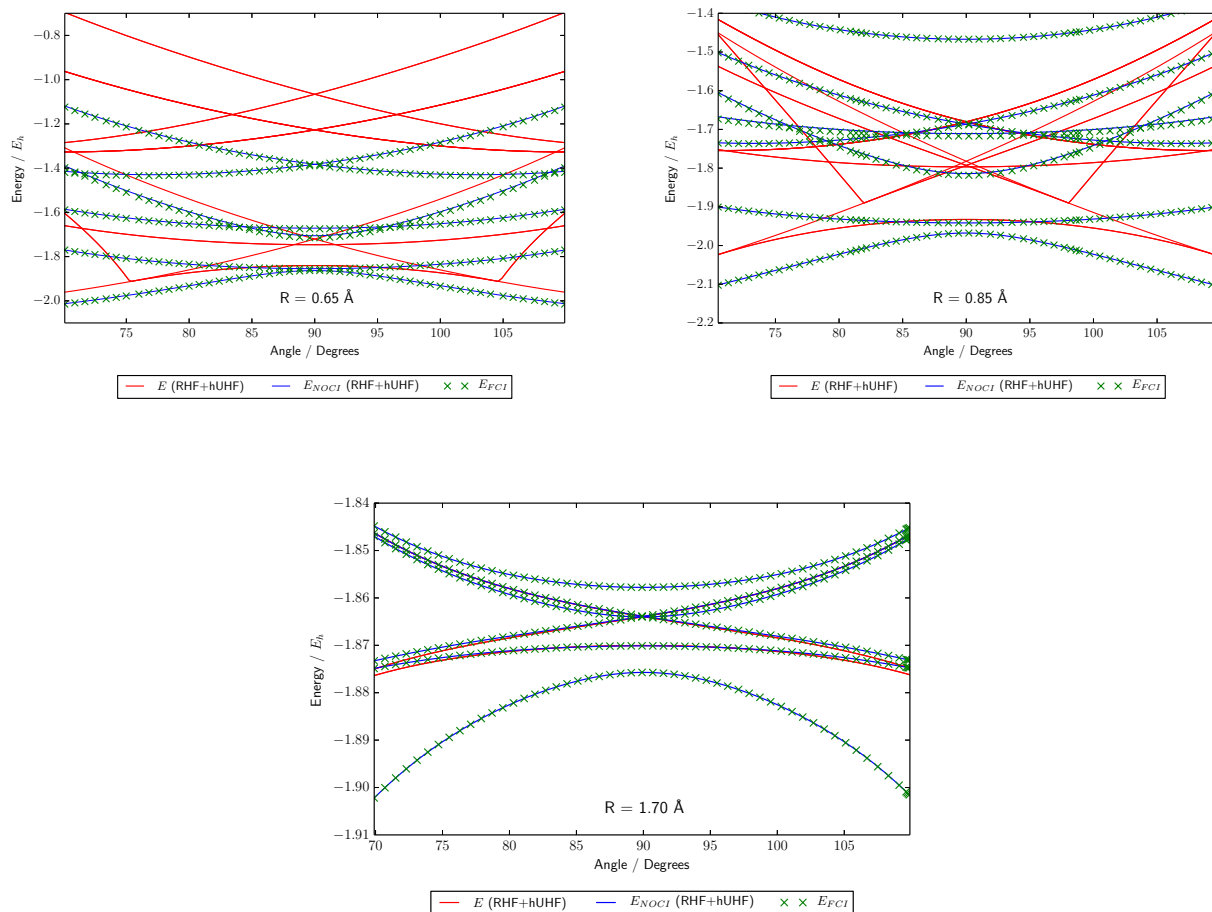 −0.8
−1.0
−1.2
−1.4
−1.6
−1.8
−2.0
Energy / E_h
75 80 85 90 95 100 105
R = 0.65 Å
Angle / Degrees
E (RHF+hUHF) E_NOCI (RHF+hUHF) E_FCI
−1.4
−1.5
−1.6
−1.7
−1.8
−1.9
−2.0
−2.1
−2.2
Energy / E_h
75 80 85 90 95 100 105
R = 0.85 Å
Angle / Degrees
E (RHF+hUHF) E_NOCI (RHF+hUHF) E_FCI
−1.84
−1.85
−1.86
−1.87
−1.88
−1.89
−1.90
−1.91
Energy / E_h
70 75 80 85 90 95 100 105
R = 1.70 Å
Angle / Degrees
E (RHF+hUHF) E_NOCI (RHF+hUHF) E_FCI